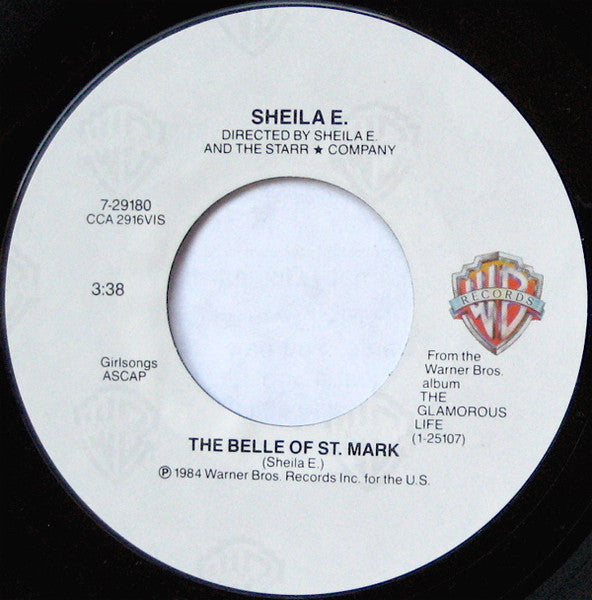 SHEILA E.
DIRECTED BY SHEILA E.
AND THE STARR ★ COMPANY
7-29180
CCA 2916VIS
3:38
Girlsongs
ASCAP
WB
RECORDS
From the
Warner Bros.
album
THE
GLAMOROUS
LIFE
(1-25107)
THE BELLE OF ST. MARK
(Sheila E.)
℗ 1984 Warner Bros. Records Inc. for the U.S.